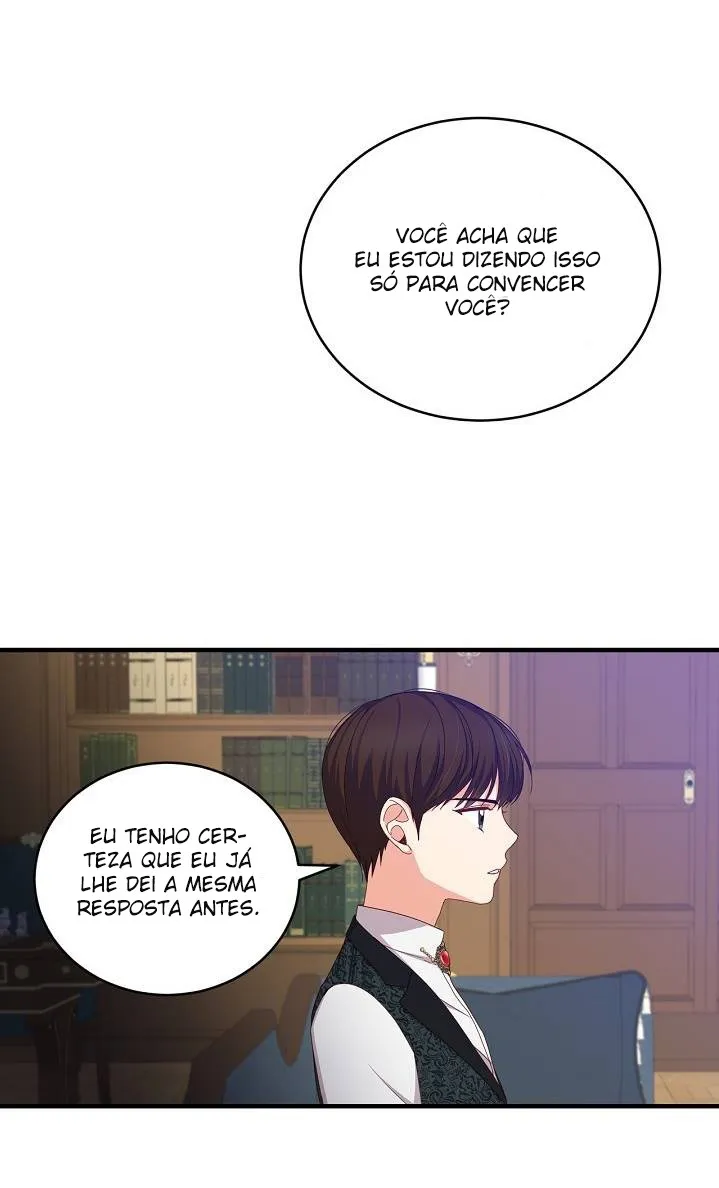 VOCÊ ACHA QUE
EU ESTOU DIZENDO ISSO
SÓ PARA CONVENCER
VOCÊ?
EU TENHO CER-
TEZA QUE EU JÁ
LHE DEI A MESMA
RESPOSTA ANTES.